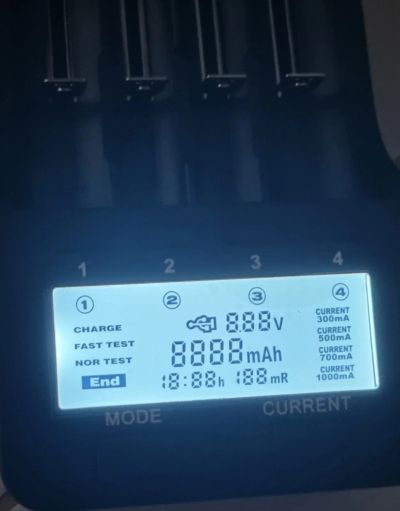 1 2 3 4
① ② ③ ④
CHARGE
FAST TEST
NOR TEST
End
8.88V
8888mAh
18:88h 188mR
CURRENT
300mA
CURRENT
500mA
CURRENT
700mA
CURRENT
1000mA
MODE CURRENT